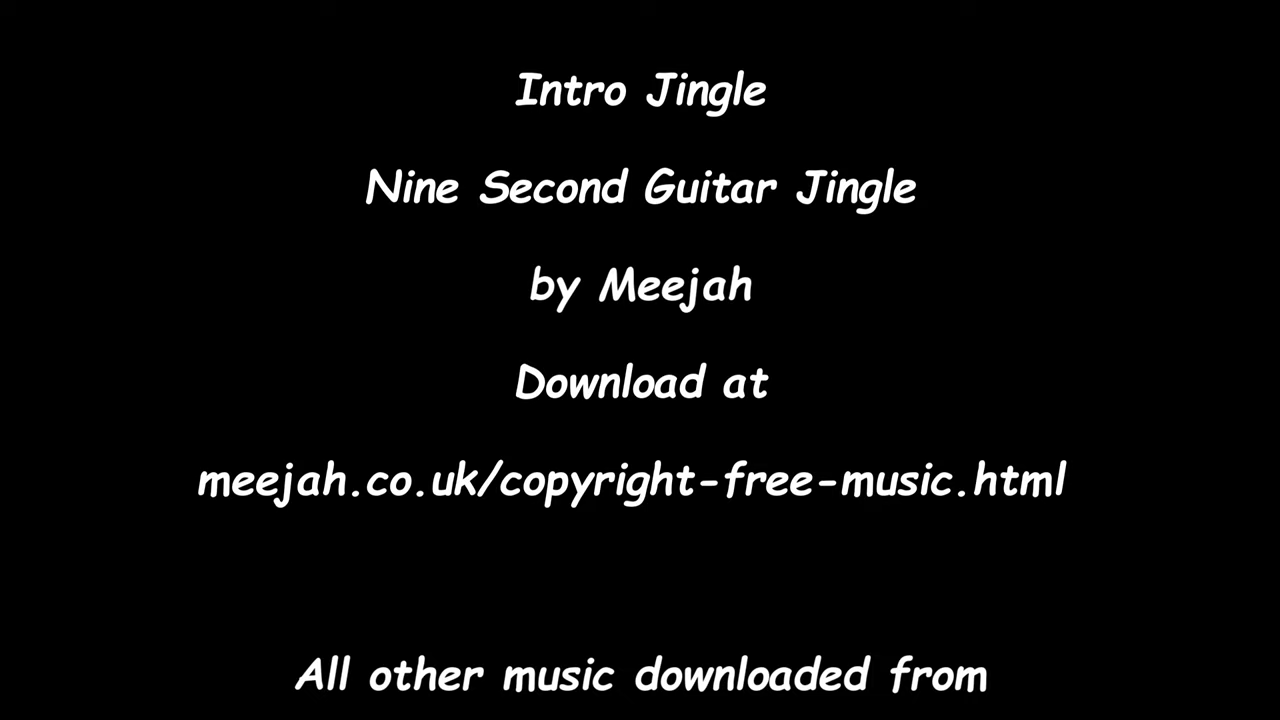 Intro Jingle
Nine Second Guitar Jingle
by Meejah
Download at
meejah.co.uk/copyright-free-music.html
All other music downloaded from